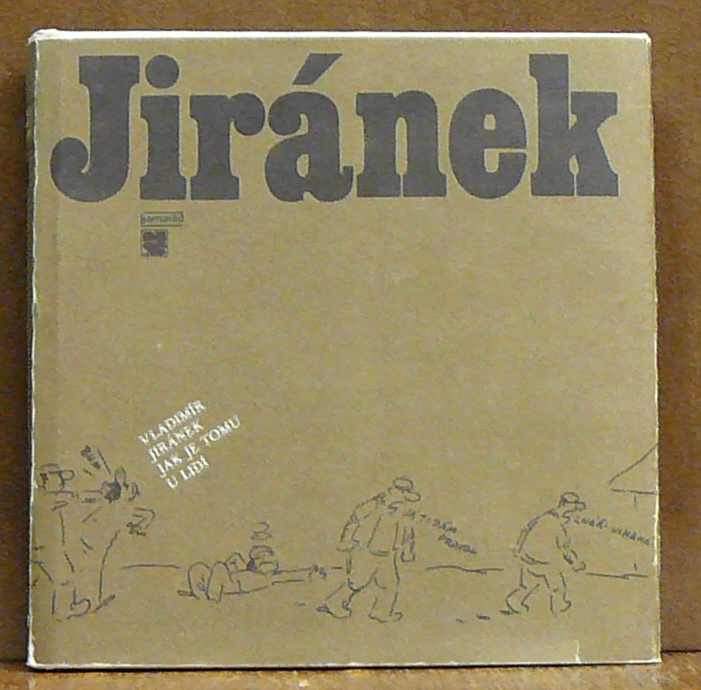 Jiránek
VLADIMÍR
JIRÁNEK
JAK JE TOMU
U LIDÍ